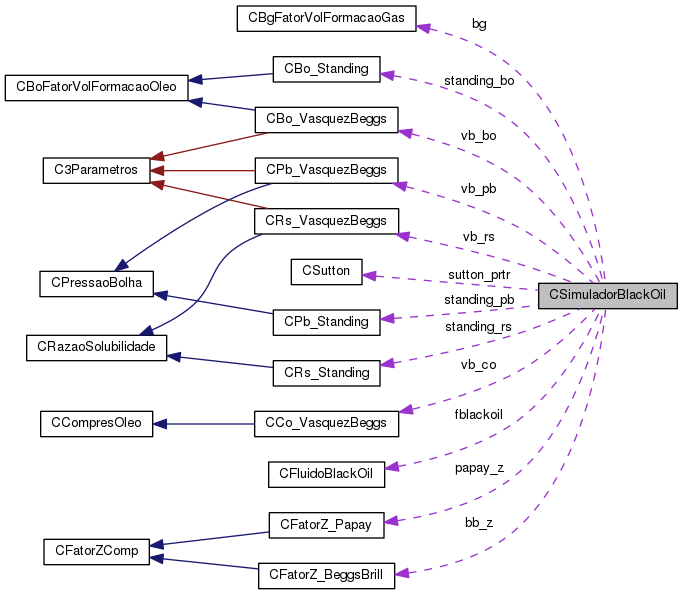 CBgFatorVolFormacaoGas
bg
CBo_Standing
standing_bo
CBoFatorVolFormacaoOleo
CBo_VasquezBeggs
vb_bo
C3Parametros
CPb_VasquezBeggs
vb_pb
CRs_VasquezBeggs
vb_rs
CSutton
sutton_prtr
CPressaoBolha
CSimuladorBlackOil
standing_pb
CPb_Standing
standing_rs
CRazaoSolubilidade
CRs_Standing
vb_co
CCompresOleo
CCo_VasquezBeggs
fblackoil
CFluidoBlackOil
papay_z
CFatorZ_Papay
bb_z
CFatorZComp
CFatorZ_BeggsBrill